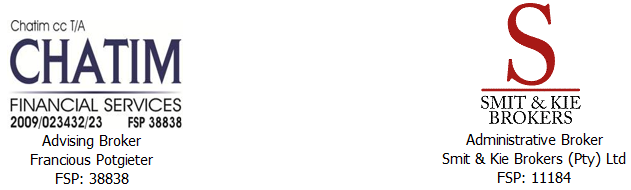 Chatim cc T/A
CHATIM
FINANCIAL SERVICES
2009/023432/23 FSP 38838
Advising Broker
Francious Potgieter
FSP: 38838
S
SMIT & KIE
BROKERS
Administrative Broker
Smit & Kie Brokers (Pty) Ltd
FSP: 11184